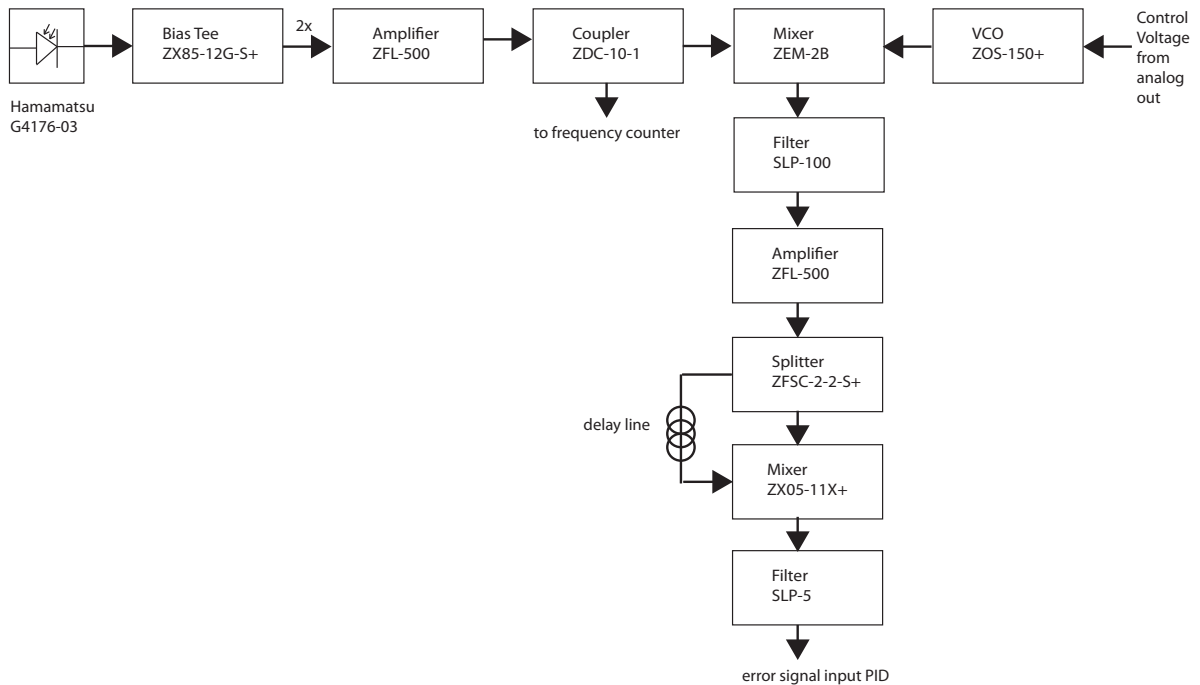 Bias Tee
ZX85-12G-S+
2x
Amplifier
ZFL-500
Coupler
ZDC-10-1
Mixer
ZEM-2B
VCO
ZOS-150+
Control
Voltage
from
analog
out
Hamamatsu
G4176-03
to frequency counter
Filter
SLP-100
Amplifier
ZFL-500
Splitter
ZFSC-2-2-S+
delay line
Mixer
ZX05-11X+
Filter
SLP-5
error signal input PID